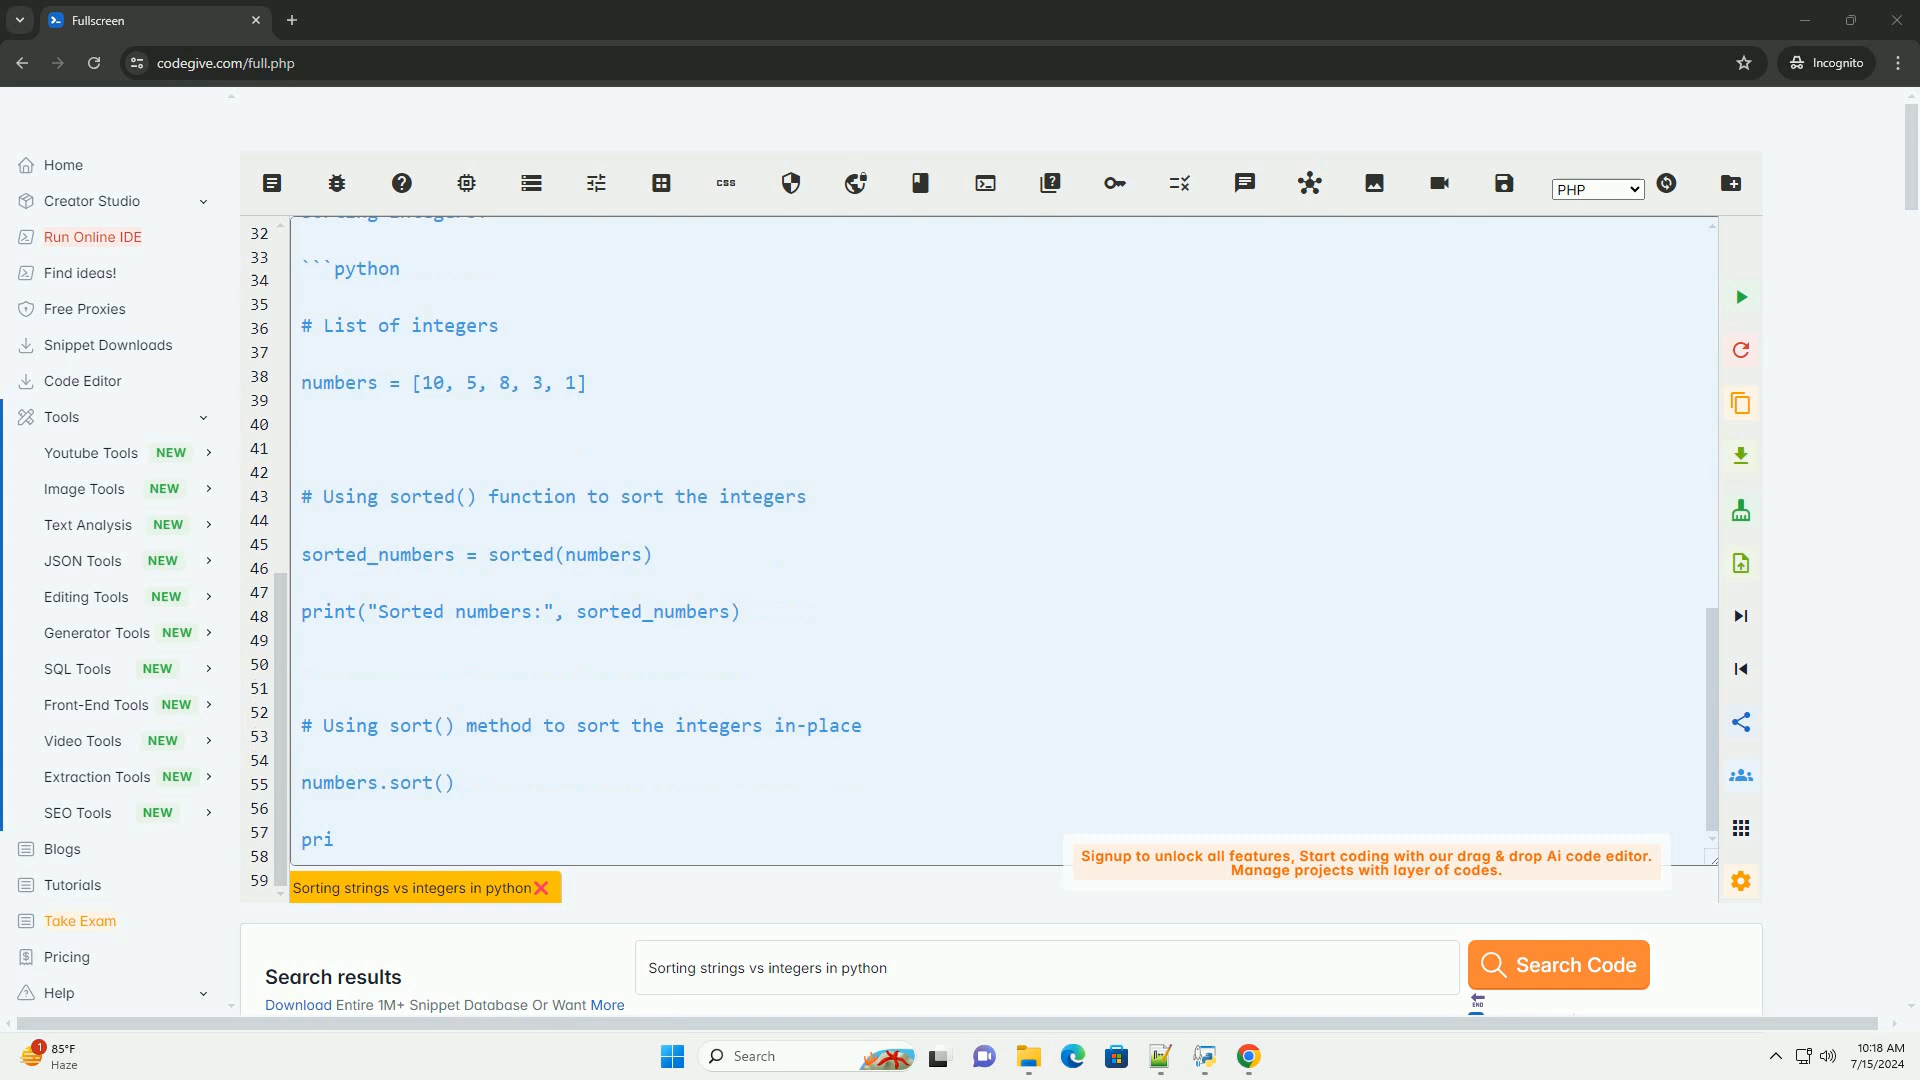 Fullscreen
codegive.com/full.php
Incognito
Home
Creator Studio
Run Online IDE
Find ideas!
Free Proxies
Snippet Downloads
Code Editor
Tools
Youtube Tools NEW
Image Tools NEW
Text Analysis NEW
JSON Tools NEW
Editing Tools NEW
Generator Tools NEW
SQL Tools NEW
Front-End Tools NEW
Video Tools NEW
Extraction Tools NEW
SEO Tools NEW
Blogs
Tutorials
Take Exam
Pricing
Help
css
PHP
32
33
34
35
36
37
38
39
40
41
42
43
44
45
46
47
48
49
50
51
52
53
54
55
56
57
58
59
```python
# List of integers
numbers = [10, 5, 8, 3, 1]
# Using sorted() function to sort the integers
sorted_numbers = sorted(numbers)
print("Sorted numbers:", sorted_numbers)
# Using sort() method to sort the integers in-place
numbers.sort()
pri
Signup to unlock all features, Start coding with our drag & drop Ai code editor.
Manage projects with layer of codes.
Sorting strings vs integers in python
Search results
Download Entire 1M+ Snippet Database Or Want More
Sorting strings vs integers in python
Search Code
END
1
85°F
Haze
Search
10:18 AM
7/15/2024